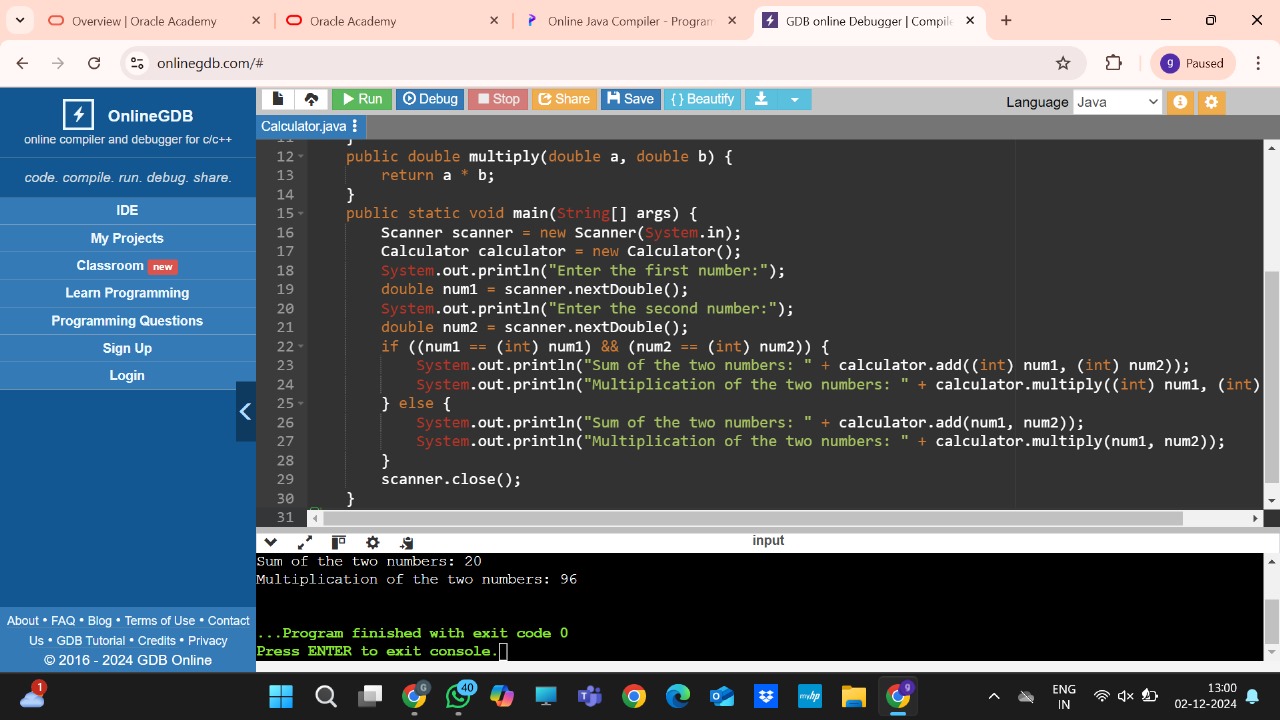 Overview | Oracle Academy
Oracle Academy
Online Java Compiler - Program
GDB online Debugger | Compile
onlinegdb.com/#
g Paused
OnlineGDB
online compiler and debugger for c/c++
code. compile. run. debug. share.
IDE
My Projects
Classroom new
Learn Programming
Programming Questions
Sign Up
Login
About • FAQ • Blog • Terms of Use • Contact
Us • GDB Tutorial • Credits • Privacy
© 2016 - 2024 GDB Online
Run Debug Stop Share Save { } Beautify
Language Java
Calculator.java
11 }
12 public double multiply(double a, double b) {
13 return a * b;
14 }
15 public static void main(String[] args) {
16 Scanner scanner = new Scanner(System.in);
17 Calculator calculator = new Calculator();
18 System.out.println("Enter the first number:");
19 double num1 = scanner.nextDouble();
20 System.out.println("Enter the second number:");
21 double num2 = scanner.nextDouble();
22 if ((num1 == (int) num1) && (num2 == (int) num2)) {
23 System.out.println("Sum of the two numbers: " + calculator.add((int) num1, (int) num2));
24 System.out.println("Multiplication of the two numbers: " + calculator.multiply((int) num1, (int)
25 } else {
26 System.out.println("Sum of the two numbers: " + calculator.add(num1, num2));
27 System.out.println("Multiplication of the two numbers: " + calculator.multiply(num1, num2));
28 }
29 scanner.close();
30 }
31
input
Sum of the two numbers: 20
Multiplication of the two numbers: 96
...Program finished with exit code 0
Press ENTER to exit console.
1
G
40
myhp
g
ENG
IN
13:00
02-12-2024